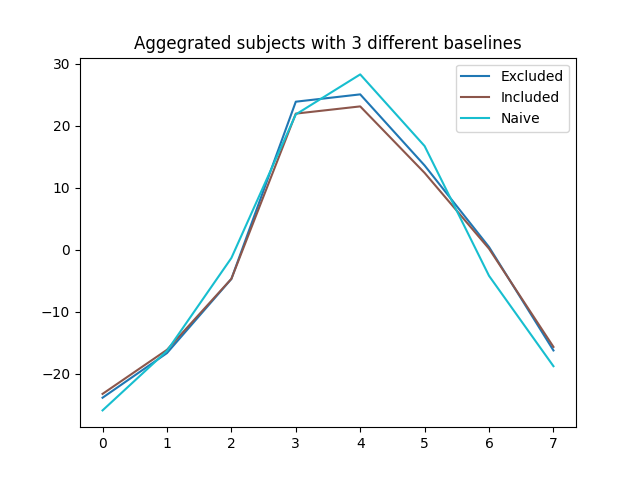 Aggegrated subjects with 3 different baselines
30
20
10
0
−10
−20
0 1 2 3 4 5 6 7
Excluded
Included
Naive